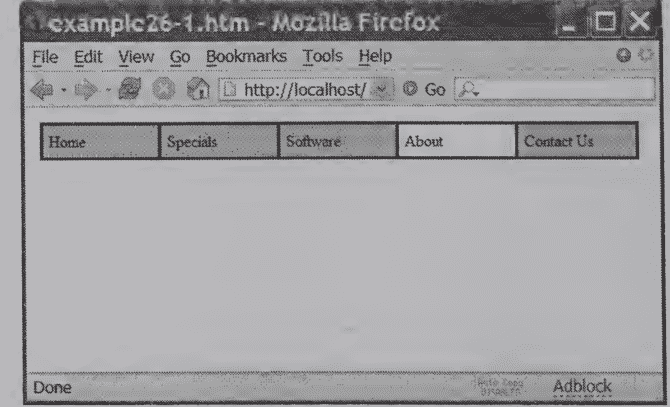 example26-1.htm - Mozilla Firefox
File Edit View Go Bookmarks Tools Help
http://localhost/ Go
Home Specials Software About Contact Us
Done Adblock